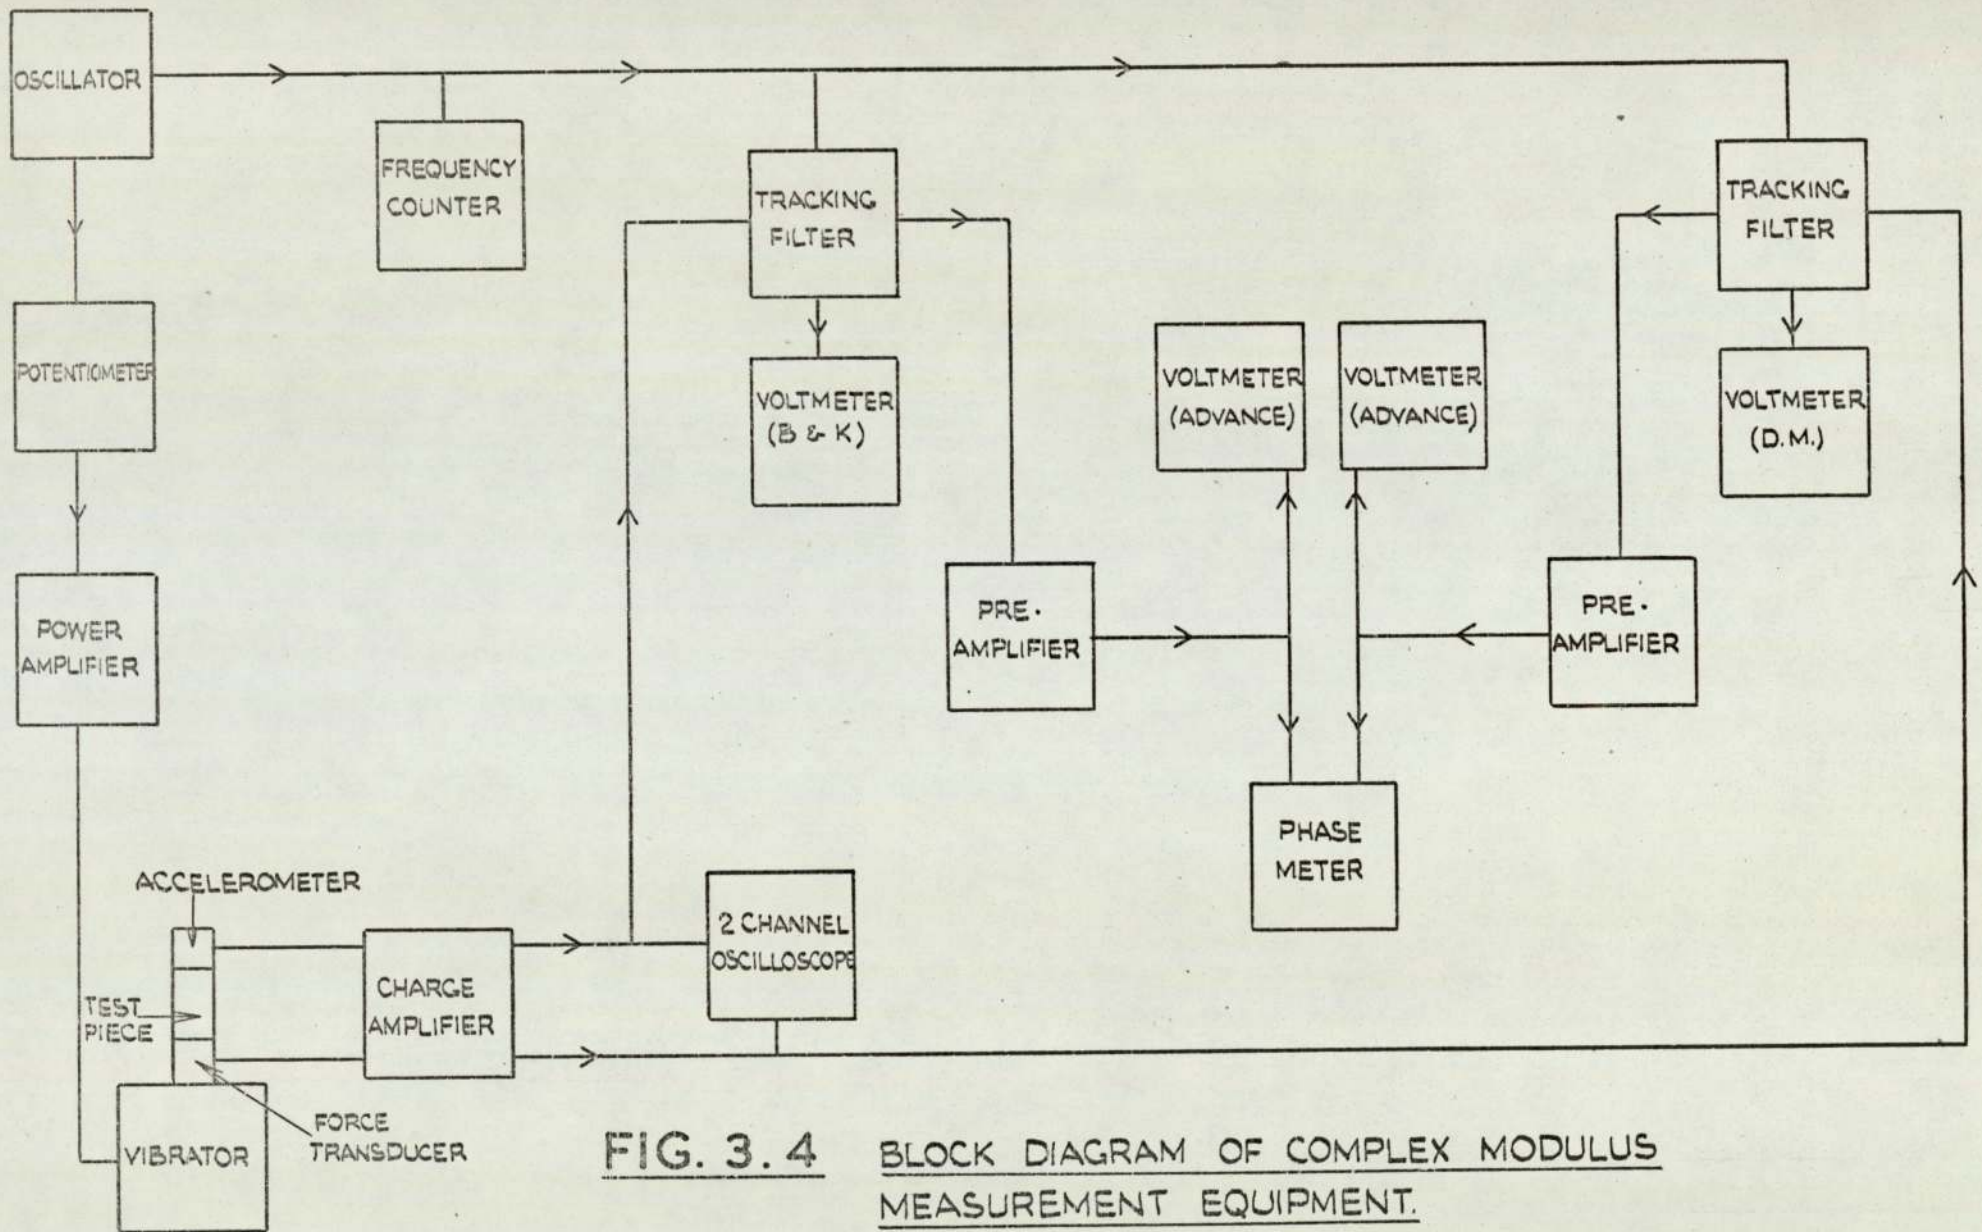 OSCILLATOR
FREQUENCY
COUNTER
TRACKING
FILTER
TRACKING
FILTER
POTENTIOMETER
VOLTMETER
(B & K)
VOLTMETER
(ADVANCE)
VOLTMETER
(ADVANCE)
VOLTMETER
(D.M.)
POWER
AMPLIFIER
PRE.
AMPLIFIER
PRE.
AMPLIFIER
PHASE
METER
ACCELEROMETER
2 CHANNEL
OSCILLOSCOPE
TEST
PIECE
CHARGE
AMPLIFIER
FORCE
TRANSDUCER
VIBRATOR
FIG. 3.4 BLOCK DIAGRAM OF COMPLEX MODULUS
MEASUREMENT EQUIPMENT.